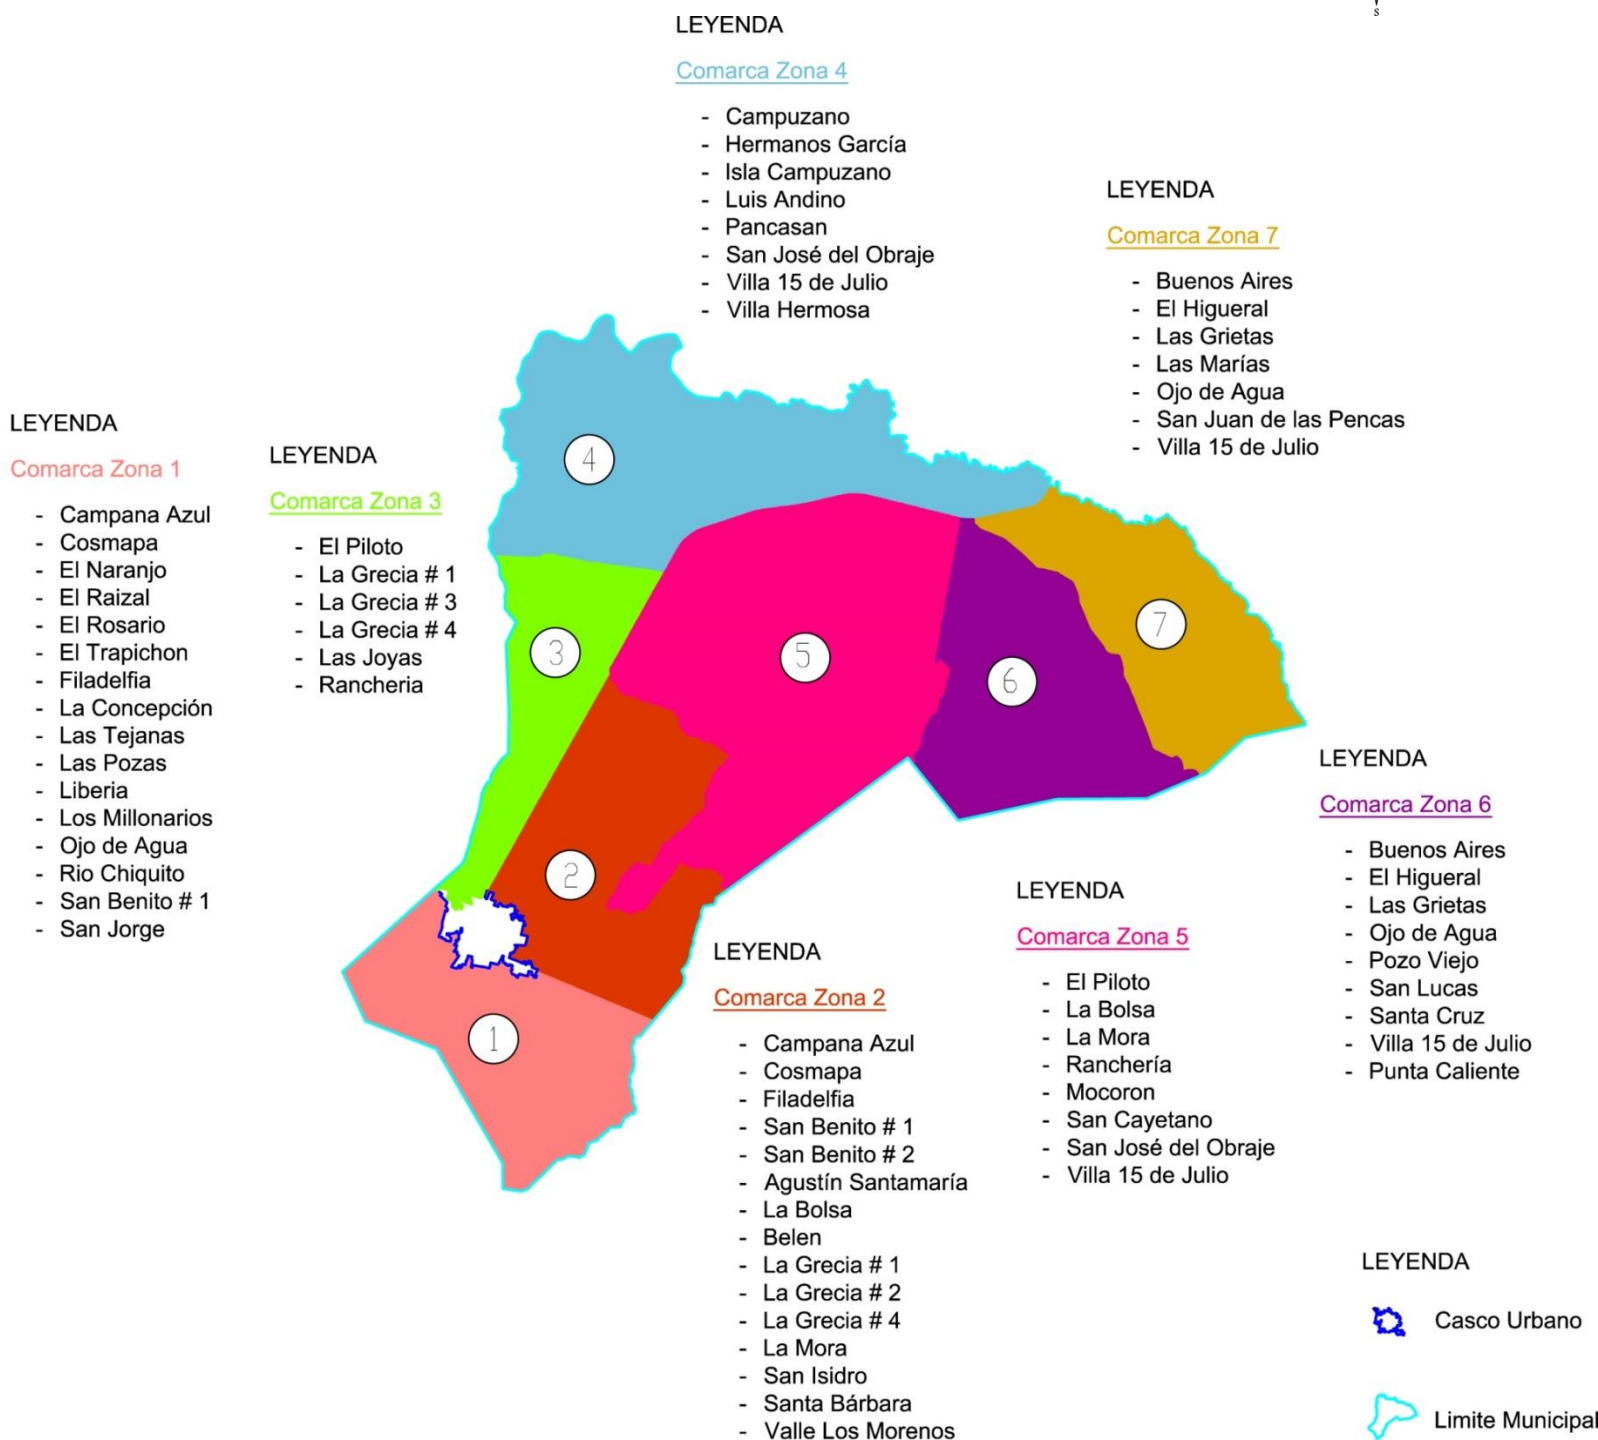 S
LEYENDA
Comarca Zona 4
- Campuzano
- Hermanos García
- Isla Campuzano
- Luis Andino
- Pancasan
- San José del Obraje
- Villa 15 de Julio
- Villa Hermosa
LEYENDA
Comarca Zona 7
- Buenos Aires
- El Higueral
- Las Grietas
- Las Marías
- Ojo de Agua
- San Juan de las Pencas
- Villa 15 de Julio
LEYENDA
Comarca Zona 1
- Campana Azul
- Cosmapa
- El Naranjo
- El Raizal
- El Rosario
- El Trapichon
- Filadelfia
- La Concepción
- Las Tejanas
- Las Pozas
- Liberia
- Los Millonarios
- Ojo de Agua
- Rio Chiquito
- San Benito # 1
- San Jorge
LEYENDA
Comarca Zona 3
- El Piloto
- La Grecia # 1
- La Grecia # 3
- La Grecia # 4
- Las Joyas
- Rancheria
4
3
5
6
7
2
1
LEYENDA
Comarca Zona 2
- Campana Azul
- Cosmapa
- Filadelfia
- San Benito # 1
- San Benito # 2
- Agustín Santamaría
- La Bolsa
- Belen
- La Grecia # 1
- La Grecia # 2
- La Grecia # 4
- La Mora
- San Isidro
- Santa Bárbara
- Valle Los Morenos
LEYENDA
Comarca Zona 5
- El Piloto
- La Bolsa
- La Mora
- Ranchería
- Mocoron
- San Cayetano
- San José del Obraje
- Villa 15 de Julio
LEYENDA
Comarca Zona 6
- Buenos Aires
- El Higueral
- Las Grietas
- Ojo de Agua
- Pozo Viejo
- San Lucas
- Santa Cruz
- Villa 15 de Julio
- Punta Caliente
LEYENDA
Casco Urbano
Limite Municipal